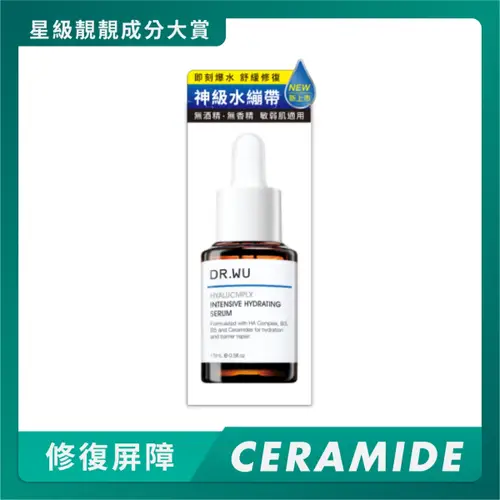 星級靚靚成分大賞
即刻爆水 舒緩修復
神級水繃帶
無酒精·無香精 敏弱肌適用
NEW
新上市
DR.WU
HYALUCMPLX
INTENSIVE HYDRATING
SERUM
Formulated with HA Complex, B3,
B5 and Ceramides for hydration
and barrier repair
修復屏障
CERAMIDE